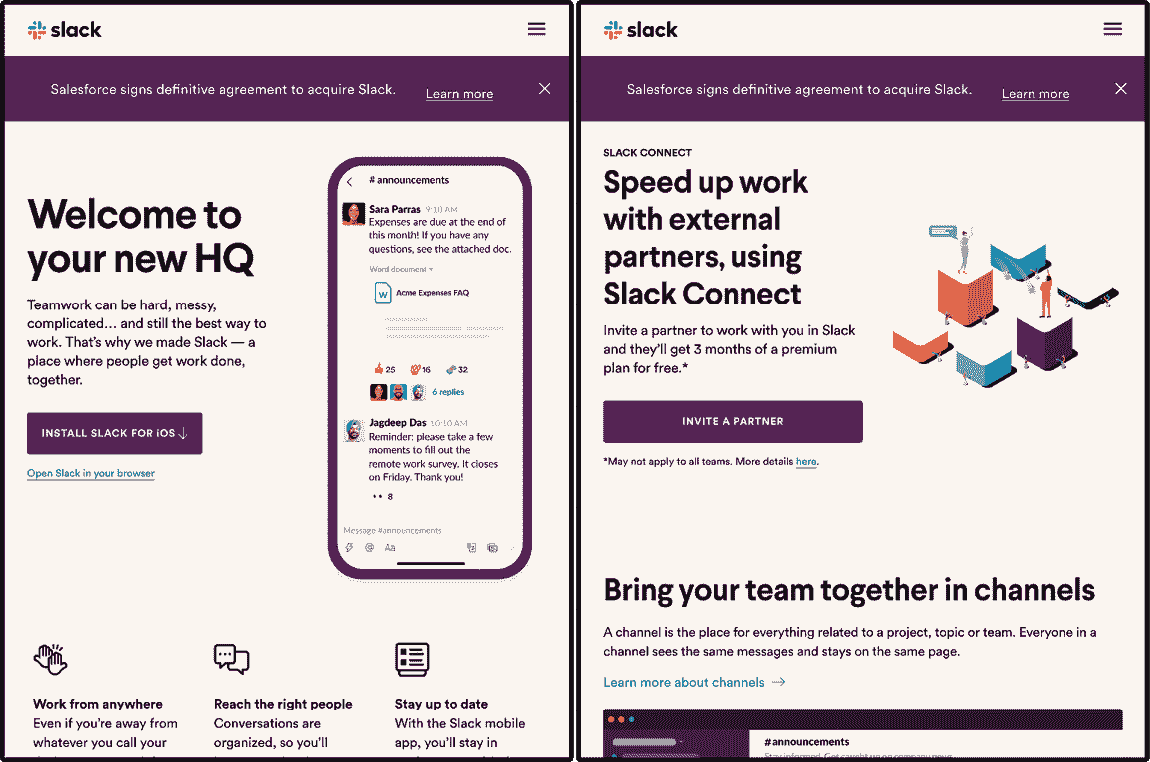 slack
Salesforce signs definitive agreement to acquire Slack.
Learn more
Welcome to
your new HQ
Teamwork can be hard, messy,
complicated… and still the best way to
work. That's why we made Slack — a
place where people get work done,
together.
INSTALL SLACK FOR iOS
Open Slack in your browser
# announcements
Sara Parras 9:10 AM
Expenses are due at the end of
this month! If you have any
questions, see the attached doc.
Word document
W
Acme Expenses FAQ
25
16
32
6 replies
Jagdeep Das 10:10 AM
Reminder: please take a few
moments to fill out the
remote work survey. It closes
on Friday. Thank you!
8
Message #announcements
@
Aa
Work from anywhere
Even if you're away from
whatever you call your
Reach the right people
Conversations are
organized, so you'll
Stay up to date
With the Slack mobile
app, you'll stay in
slack
Salesforce signs definitive agreement to acquire Slack.
Learn more
SLACK CONNECT
Speed up work
with external
partners, using
Slack Connect
Invite a partner to work with you in Slack
and they'll get 3 months of a premium
plan for free.*
INVITE A PARTNER
*May not apply to all teams. More details here.
Bring your team together in channels
A channel is the place for everything related to a project, topic or team. Everyone in a
channel sees the same messages and stays on the same page.
Learn more about channels
#announcements
Stay informed. Get caught up on company news.